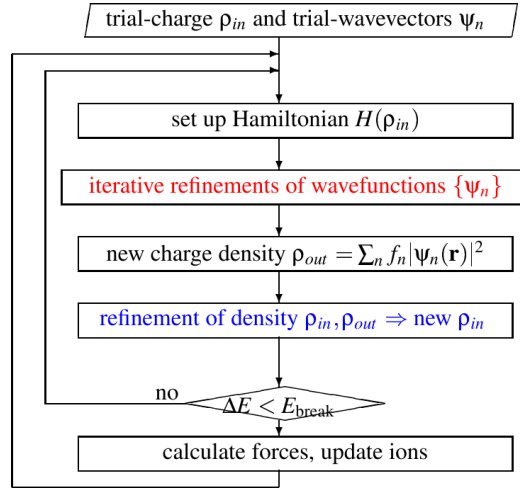 trial-charge ρ_in and trial-wavevectors ψ_n
set up Hamiltonian H(ρ_in)
iterative refinements of wavefunctions {ψ_n}
new charge density ρ_out = ∑_n f_n|ψ_n(r)|²
refinement of density ρ_in, ρ_out ⇒ new ρ_in
no
ΔE < E_break
calculate forces, update ions